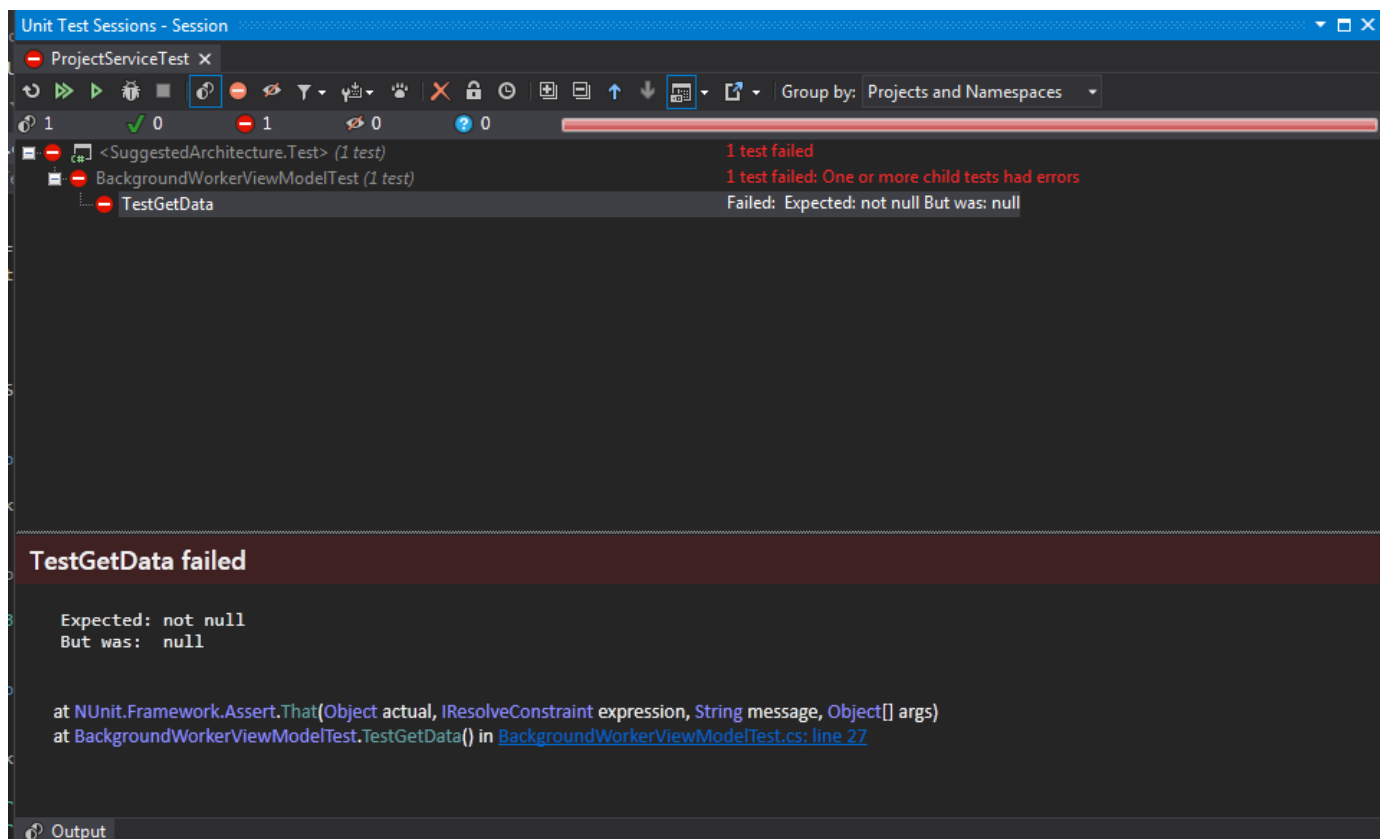 Unit Test Sessions - Session
ProjectServiceTest
Group by: Projects and Namespaces
1 0 1 0 0
<SuggestedArchitecture.Test> (1 test) 1 test failed
BackgroundWorkerViewModelTest (1 test) 1 test failed: One or more child tests had errors
TestGetData Failed: Expected: not null But was: null
TestGetData failed
Expected: not null
But was: null
at NUnit.Framework.Assert.That(Object actual, IResolveConstraint expression, String message, Object[] args)
at BackgroundWorkerViewModelTest.TestGetData() in BackgroundWorkerViewModelTest.cs: line 27
Output